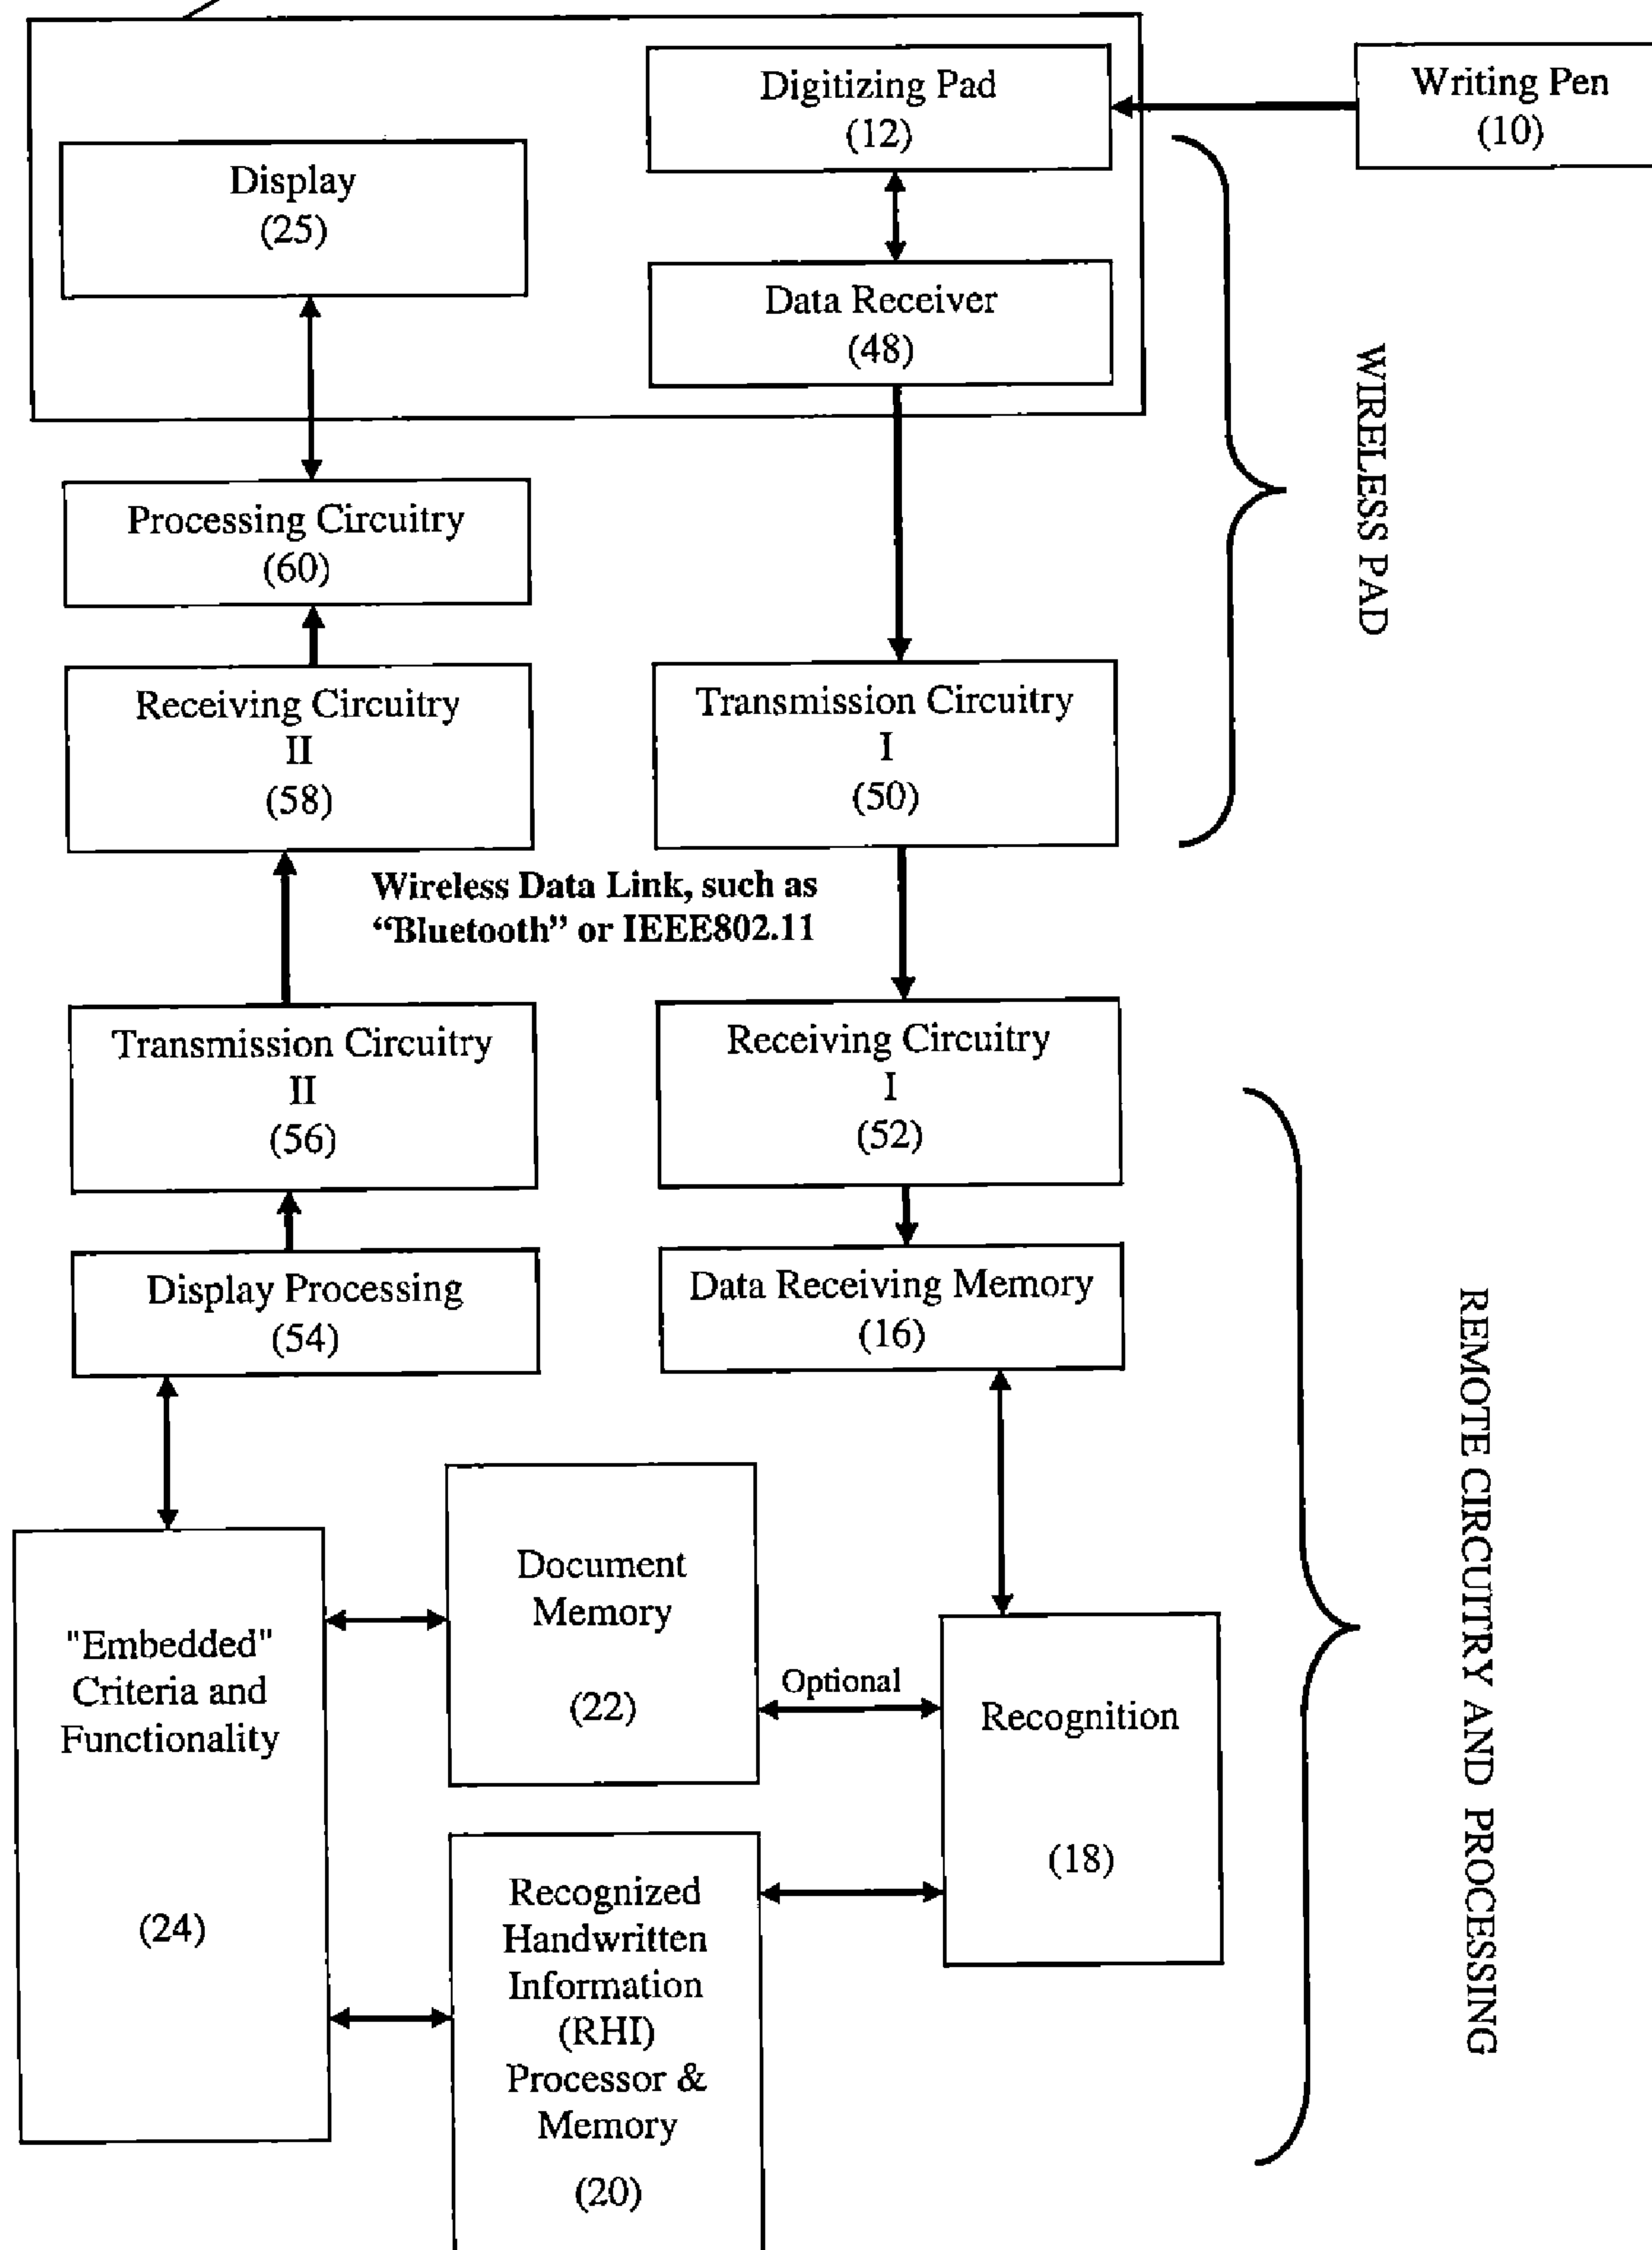 Digitizing Pad
(12)
Writing Pen
(10)
Display
(25)
Data Receiver
(48)
WIRELESS PAD
Processing Circuitry
(60)
Receiving Circuitry
II
(58)
Transmission Circuitry
I
(50)
Wireless Data Link, such as
“Bluetooth” or IEEE802.11
Transmission Circuitry
II
(56)
Receiving Circuitry
I
(52)
Display Processing
(54)
Data Receiving Memory
(16)
REMOTE CIRCUITRY AND PROCESSING
"Embedded"
Criteria and
Functionality
(24)
Document
Memory
(22)
Optional
Recognition
(18)
Recognized
Handwritten
Information
(RHI)
Processor &
Memory
(20)